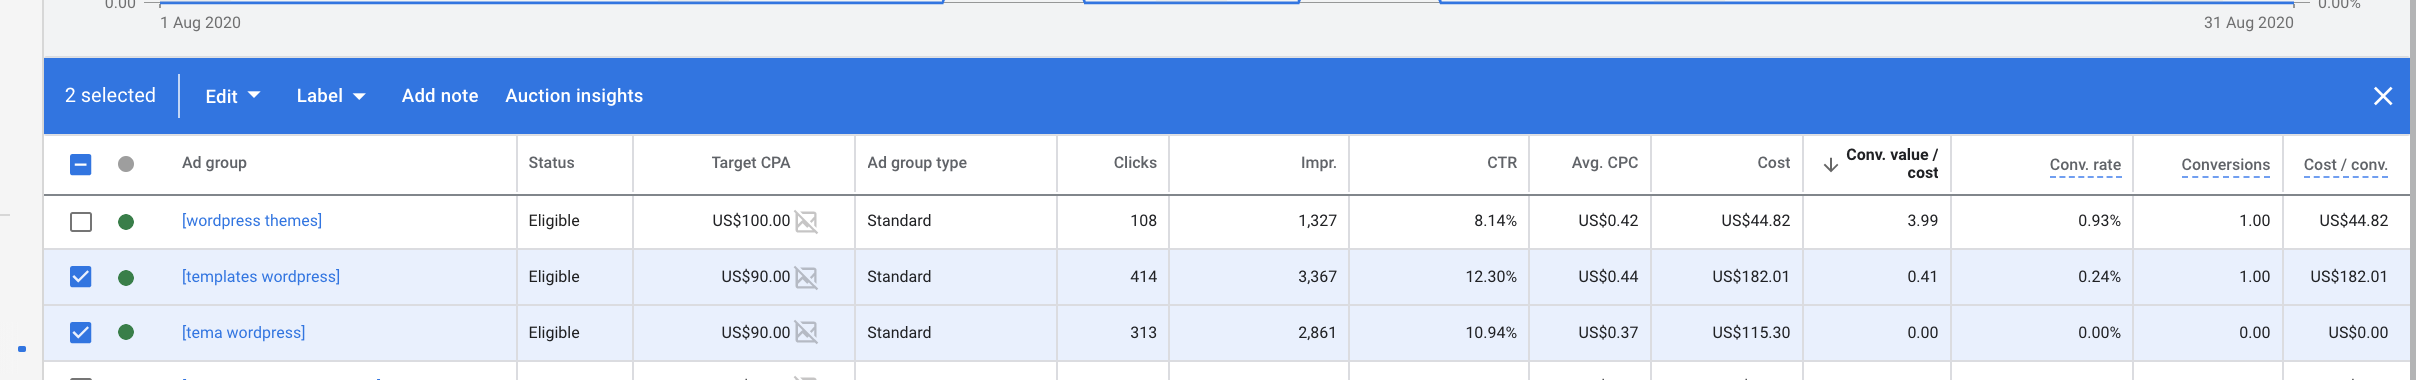 0.00
0.00%
1 Aug 2020
31 Aug 2020
2 selected Edit Label Add note Auction insights
Ad group Status Target CPA Ad group type Clicks Impr. CTR Avg. CPC Cost Conv. value / cost Conv. rate Conversions Cost / conv.
[wordpress themes] Eligible US$100.00 Standard 108 1,327 8.14% US$0.42 US$44.82 3.99 0.93% 1.00 US$44.82
[templates wordpress] Eligible US$90.00 Standard 414 3,367 12.30% US$0.44 US$182.01 0.41 0.24% 1.00 US$182.01
[tema wordpress] Eligible US$90.00 Standard 313 2,861 10.94% US$0.37 US$115.30 0.00 0.00% 0.00 US$0.00